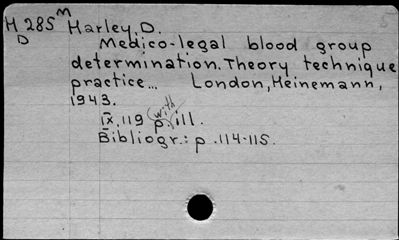 M
H 285 Harley, D.
D Medico-legal blood group
determination. Theory technique
practice... London, Heinemann,
1943.
with
IX, 119 p. ill.
Bibliogr.: p. 114-115.